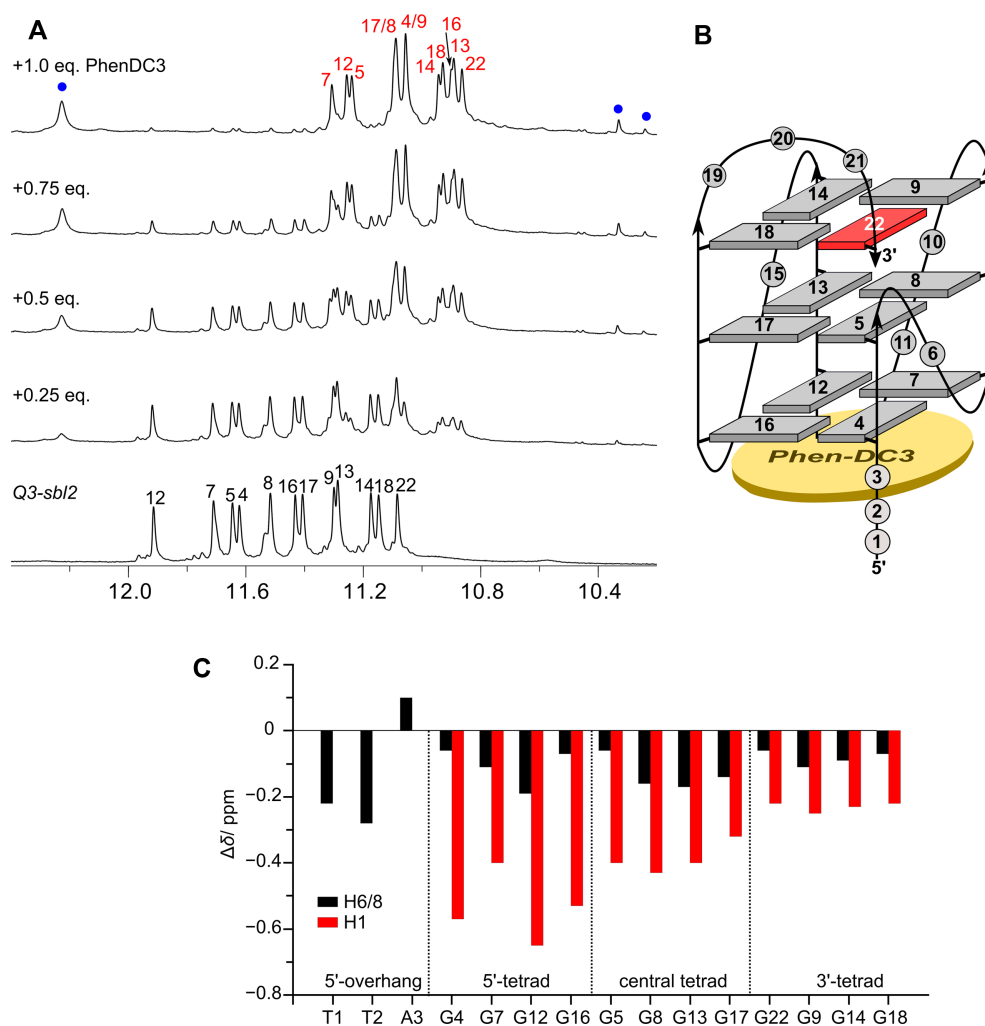 A
+1.0 eq. PhenDC3
17/8 4/9 16
7 12 5 14 18 13 22
+0.75 eq.
+0.5 eq.
+0.25 eq.
Q3-sbl2
12 7 5 4 8 16 17 9 13 14 18 22
12.0 11.6 11.2 10.8 10.4
B
20
19 21
14 9
18 22
3'
10
15
13 8
17 5
11 6
12 7
16 4
Phen-DC3
3
2
1
5'
C
0.2
0
-0.2
-0.4
-0.6
-0.8
Δδ/ ppm
H6/8
H1
5'-overhang 5'-tetrad central tetrad 3'-tetrad
T1 T2 A3 G4 G7 G12 G16 G5 G8 G13 G17 G22 G9 G14 G18